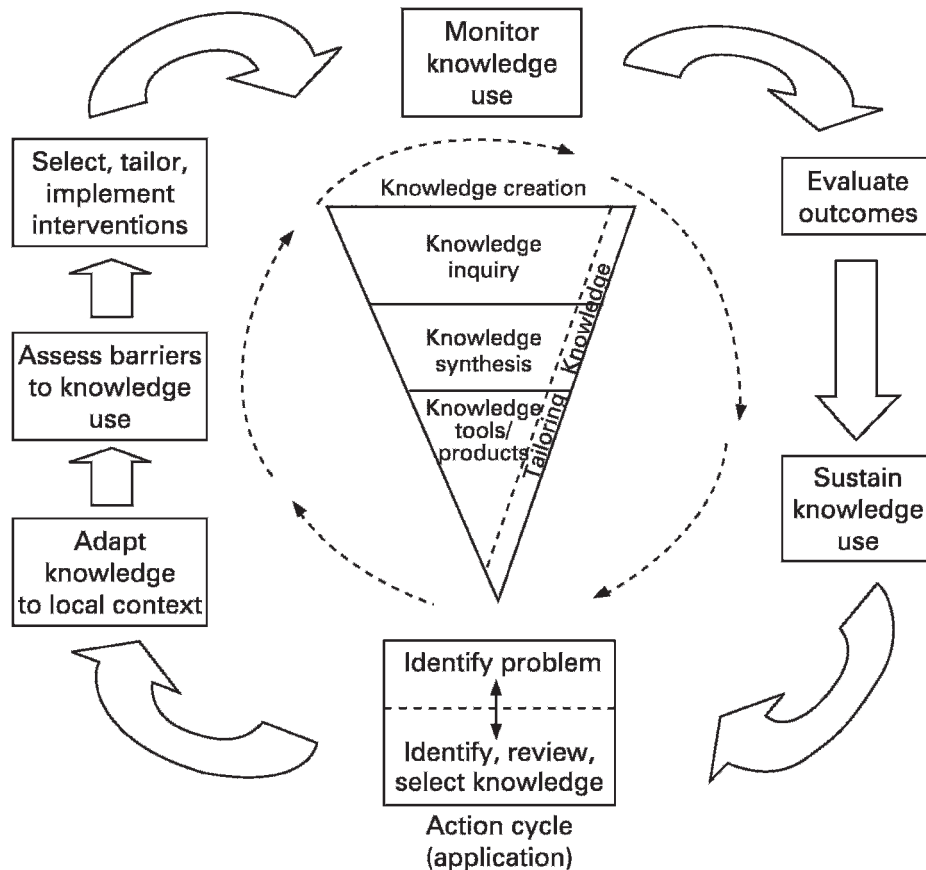 Monitor
knowledge
use
Select, tailor,
implement
interventions
Evaluate
outcomes
Knowledge creation
Knowledge
inquiry
Knowledge
synthesis
Knowledge
tools/
products
Tailoring Knowledge
Assess barriers
to knowledge
use
Sustain
knowledge
use
Adapt
knowledge
to local context
Identify problem
Identify, review,
select knowledge
Action cycle
(application)